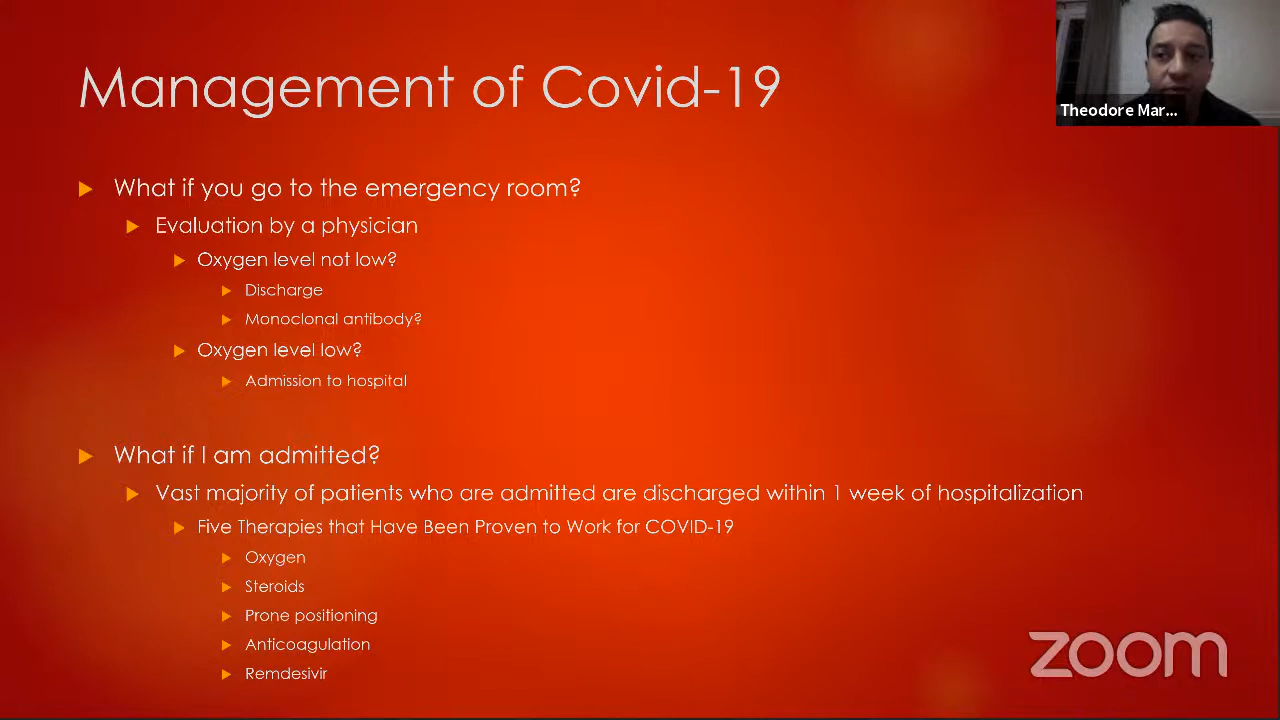 Management of Covid-19
Theodore Mar...
What if you go to the emergency room?
Evaluation by a physician
Oxygen level not low?
Discharge
Monoclonal antibody?
Oxygen level low?
Admission to hospital
What if I am admitted?
Vast majority of patients who are admitted are discharged within 1 week of hospitalization
Five Therapies that Have Been Proven to Work for COVID-19
Oxygen
Steroids
Prone positioning
Anticoagulation
Remdesivir
zoom